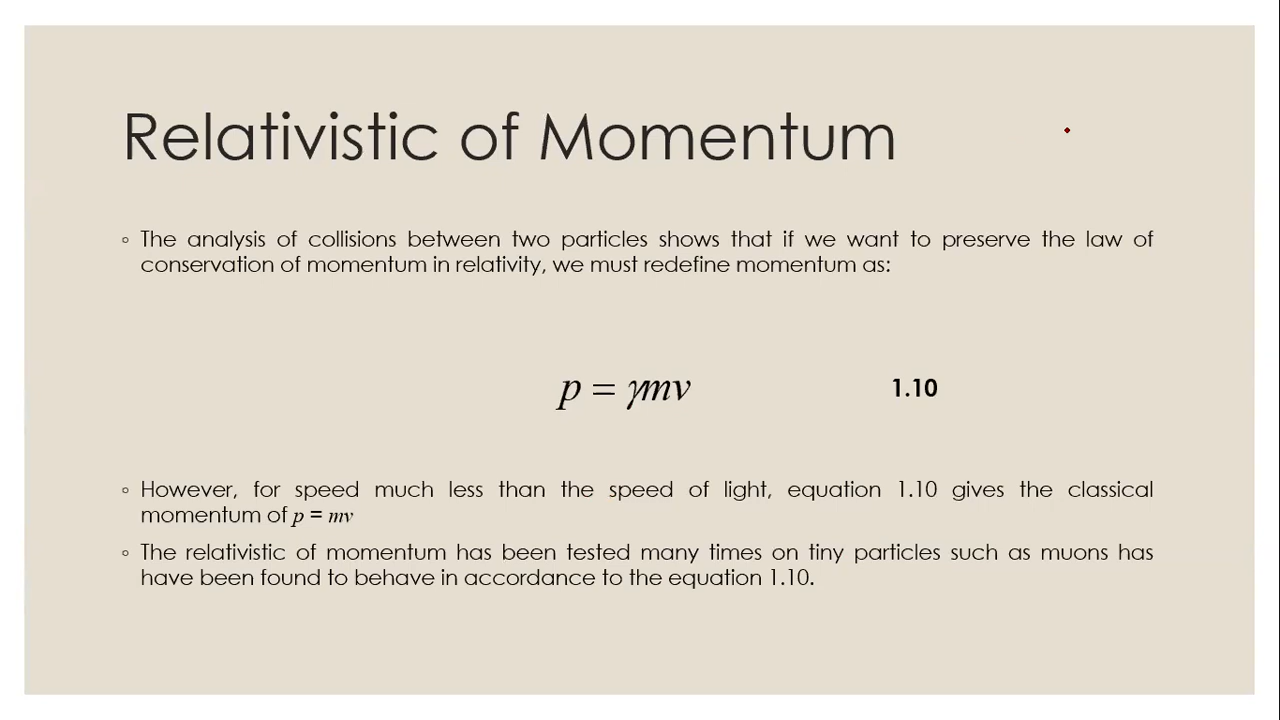 Relativistic of Momentum
◦ The analysis of collisions between two particles shows that if we want to preserve the law of
conservation of momentum in relativity, we must redefine momentum as:
p = γmv 1.10
◦ However, for speed much less than the speed of light, equation 1.10 gives the classical
momentum of p = mv
◦ The relativistic of momentum has been tested many times on tiny particles such as muons has
have been found to behave in accordance to the equation 1.10.